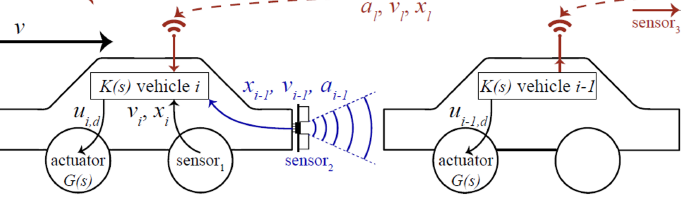 a_l, v_l, x_l
sensor_3
v
K(s) vehicle i
x_{i-1}, v_{i-1}, a_{i-1}
K(s) vehicle i-1
u_{i,d}
v_i, x_i
u_{i-1,d}
actuator
G(s)
sensor_1
sensor_2
actuator
G(s)